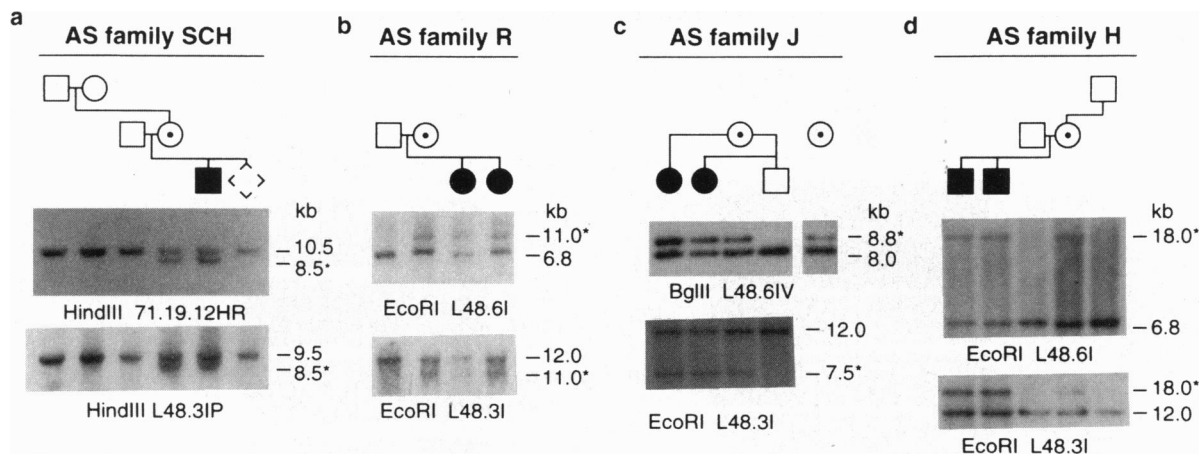 a
AS family SCH
kb
10.5
8.5*
HindIII 71.19.12HR
9.5
8.5*
HindIII L48.3IP
b
AS family R
kb
11.0*
6.8
EcoRI L48.6I
12.0
11.0*
EcoRI L48.3I
c
AS family J
kb
8.8*
8.0
BglII L48.6IV
12.0
7.5*
EcoRI L48.3I
d
AS family H
kb
18.0*
6.8
EcoRI L48.6I
18.0*
12.0
EcoRI L48.3I